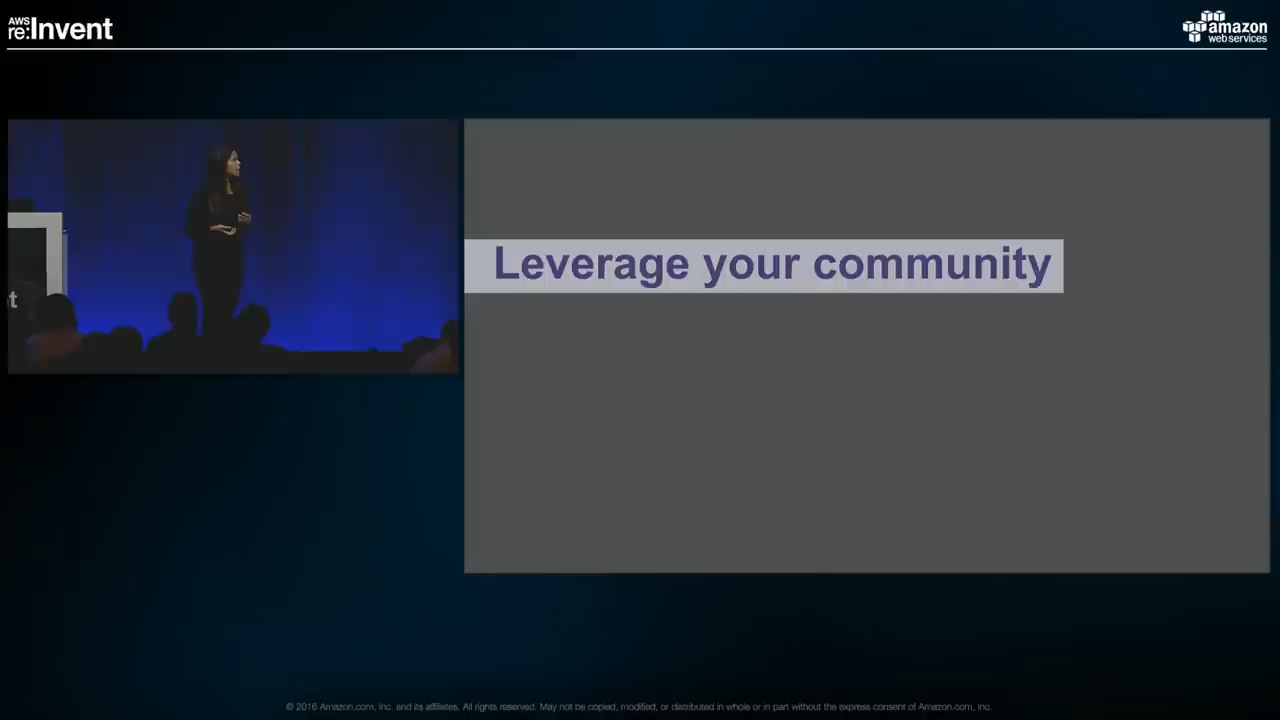 AWS
re:Invent
amazon
web services
t
Leverage your community
© 2016 Amazon.com, Inc. and its affiliates. All rights reserved. May not be copied, modified, or distributed in whole or in part without the express consent of Amazon.com, Inc.